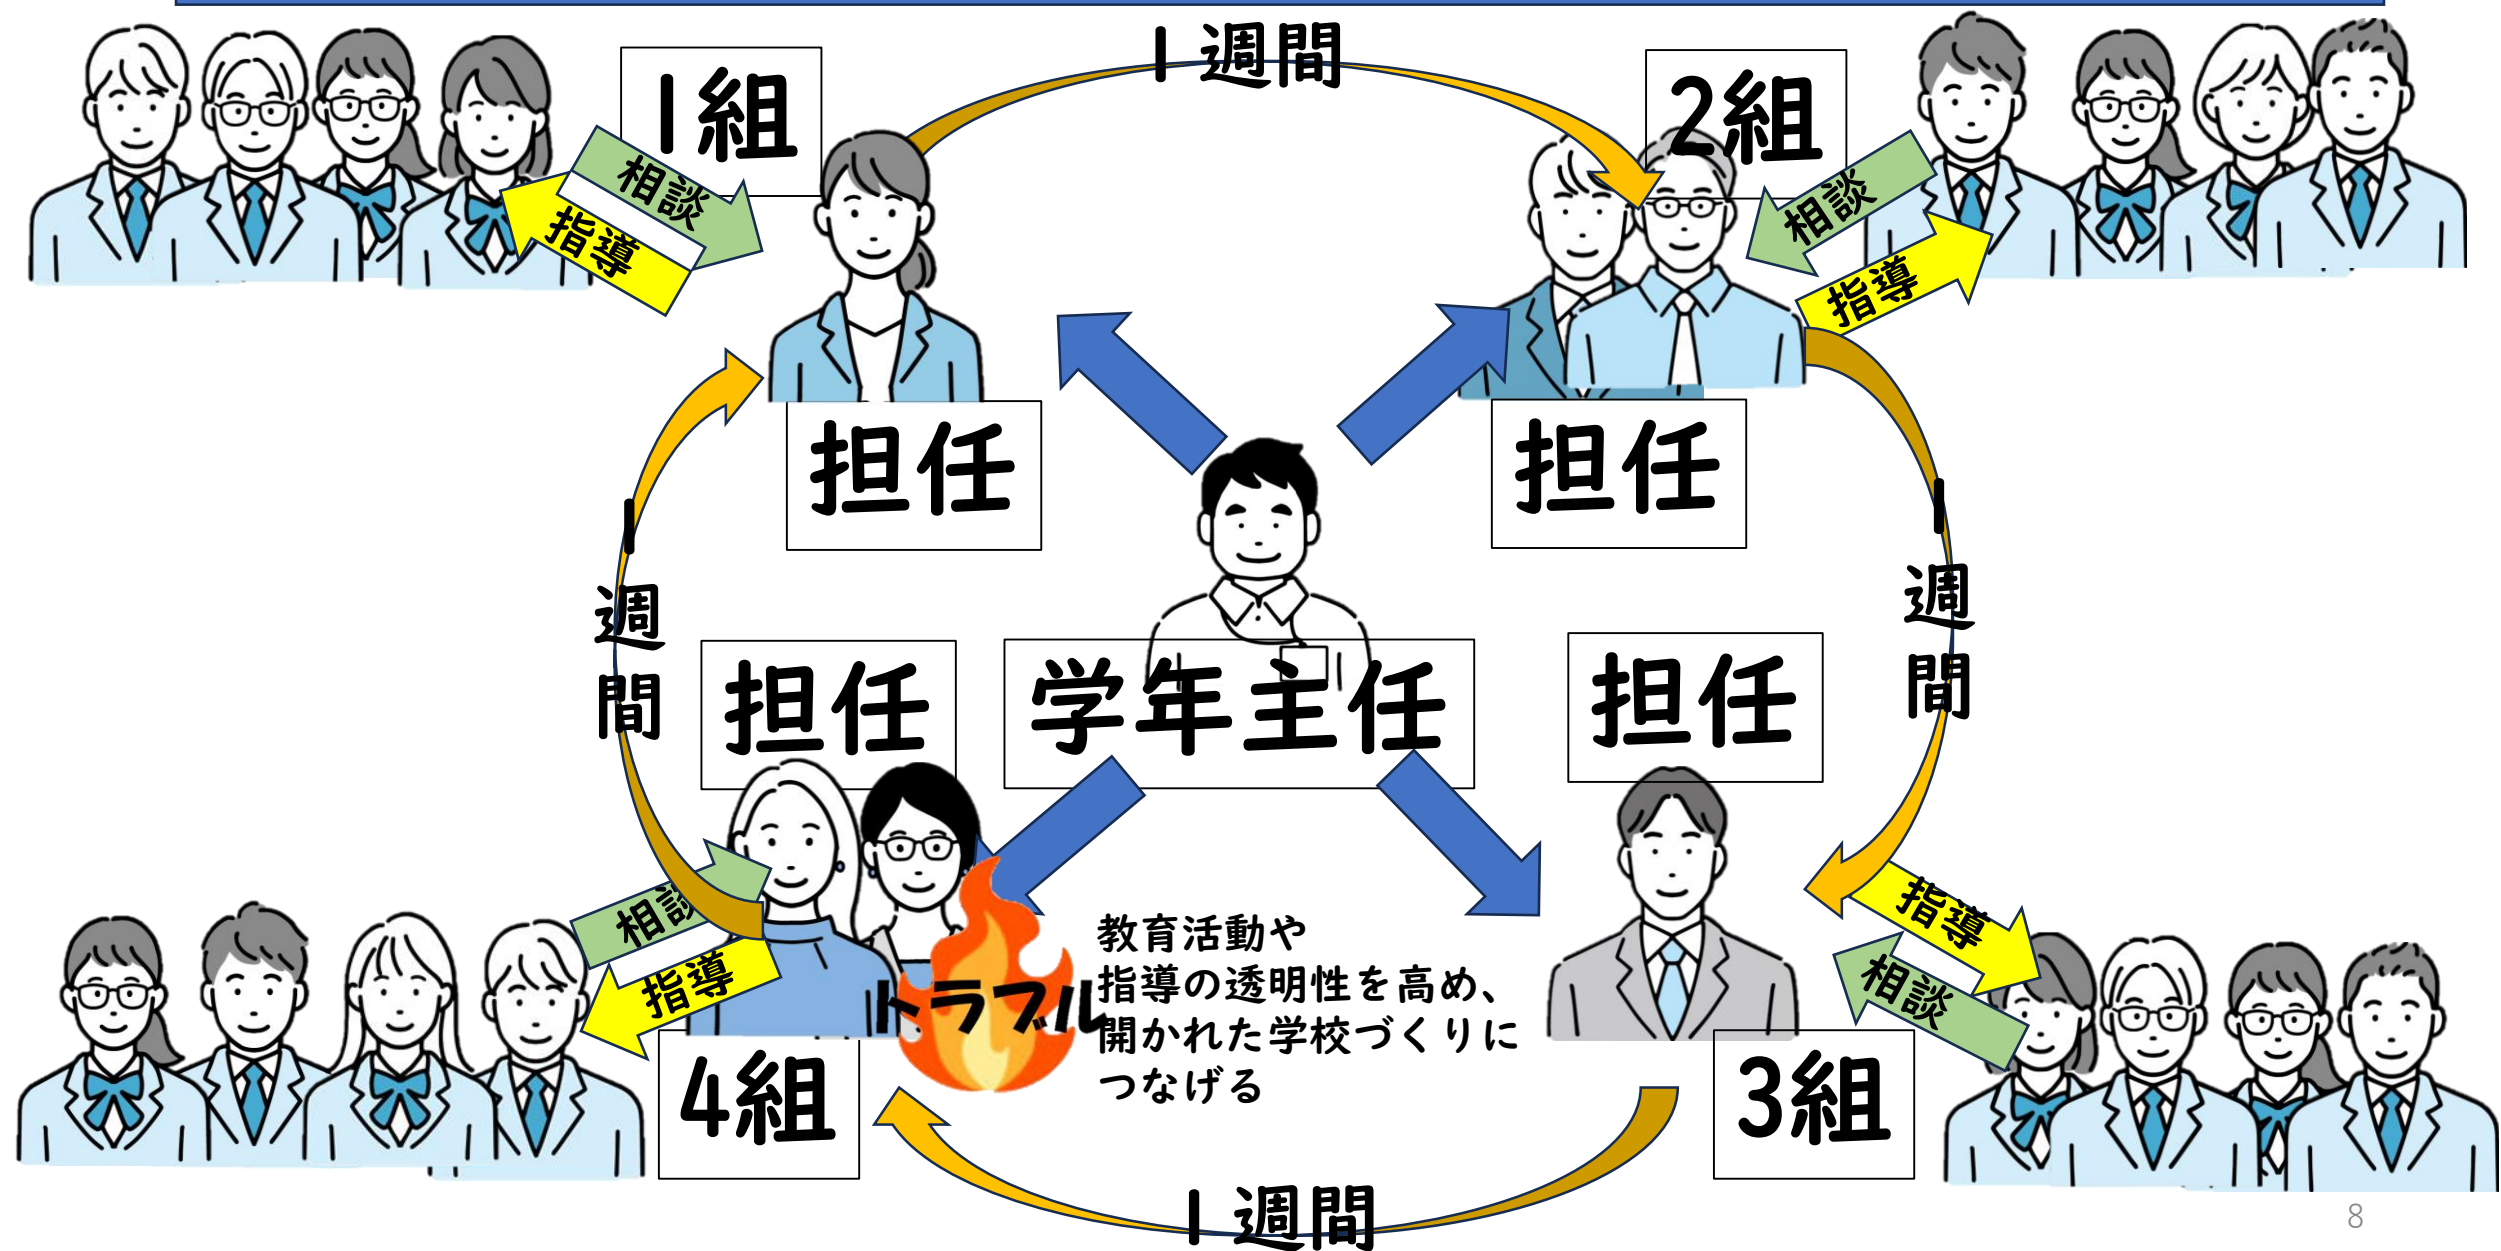 1週間
1組
2組
相談
指導
相談
指導
担任
担任
1週間
1週間
担任
学年主任
担任
相談
指導
指導
相談
トラブル
教育活動や
指導の透明性を高め、
開かれた学校づくりに
つなげる
4組
3組
1週間
8